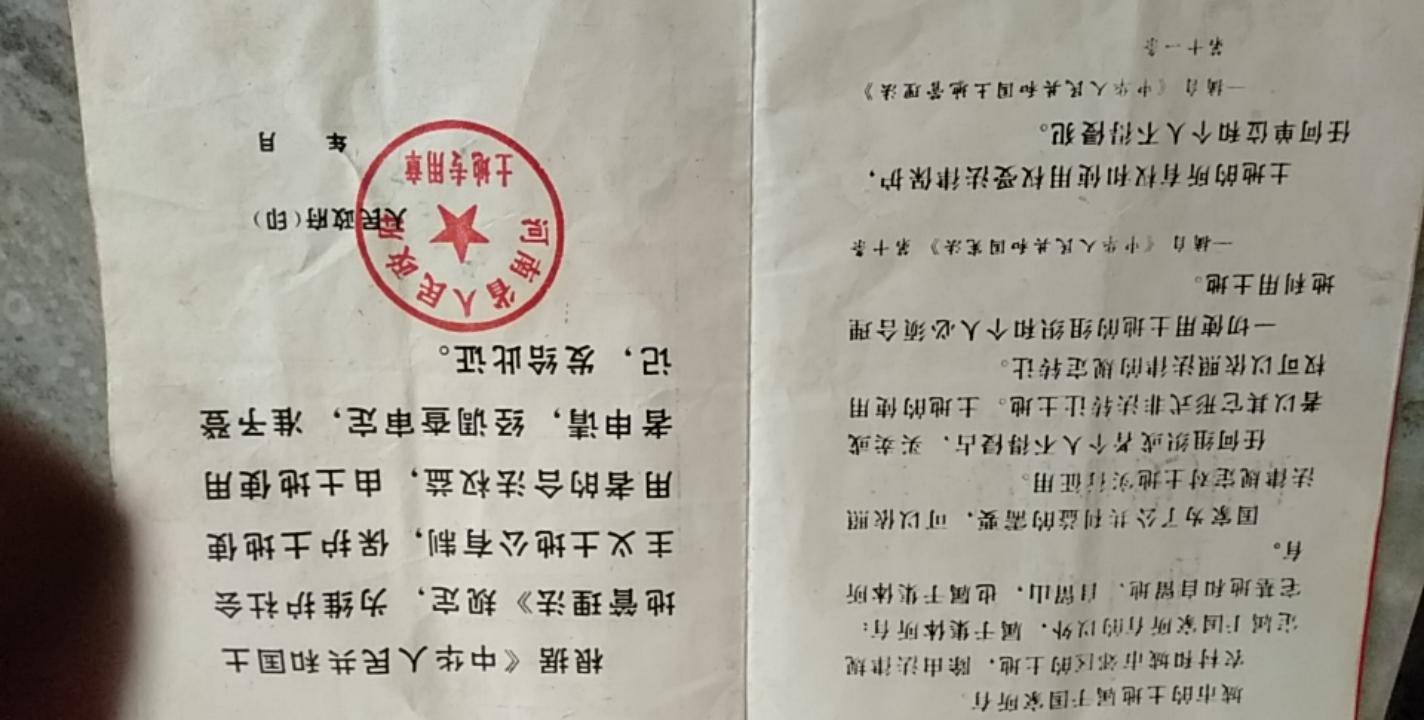 城市的土地属于国家所有。
农村和城市郊区的土地，除由法律规
定属于国家所有的以外，属于集体所有；
宅基地和自留地、自留山，也属于集体所
有。
国家为了公共利益的需要，可以依照
法律规定对土地实行征用。
任何组织或者个人不得侵占、买卖或
者以其它形式非法转让土地。土地的使用
权可以依照法律的规定转让。
一切使用土地的组织和个人必须合理
地利用土地。
—摘自《中华人民共和国宪法》第十条
土地的所有权和使用权受法律保护，
任何单位和个人不得侵犯。
—摘自《中华人民共和国土地管理法》
第十一条
根据《中华人民共和国土
地管理法》规定，为维护社会
主义土地公有制，保护土地使
用者的合法权益，由土地使用
者申请，经调查审定，准予登
记，发给此证。
河南省人民政府
土地专用章
人民政府(印)
年 月